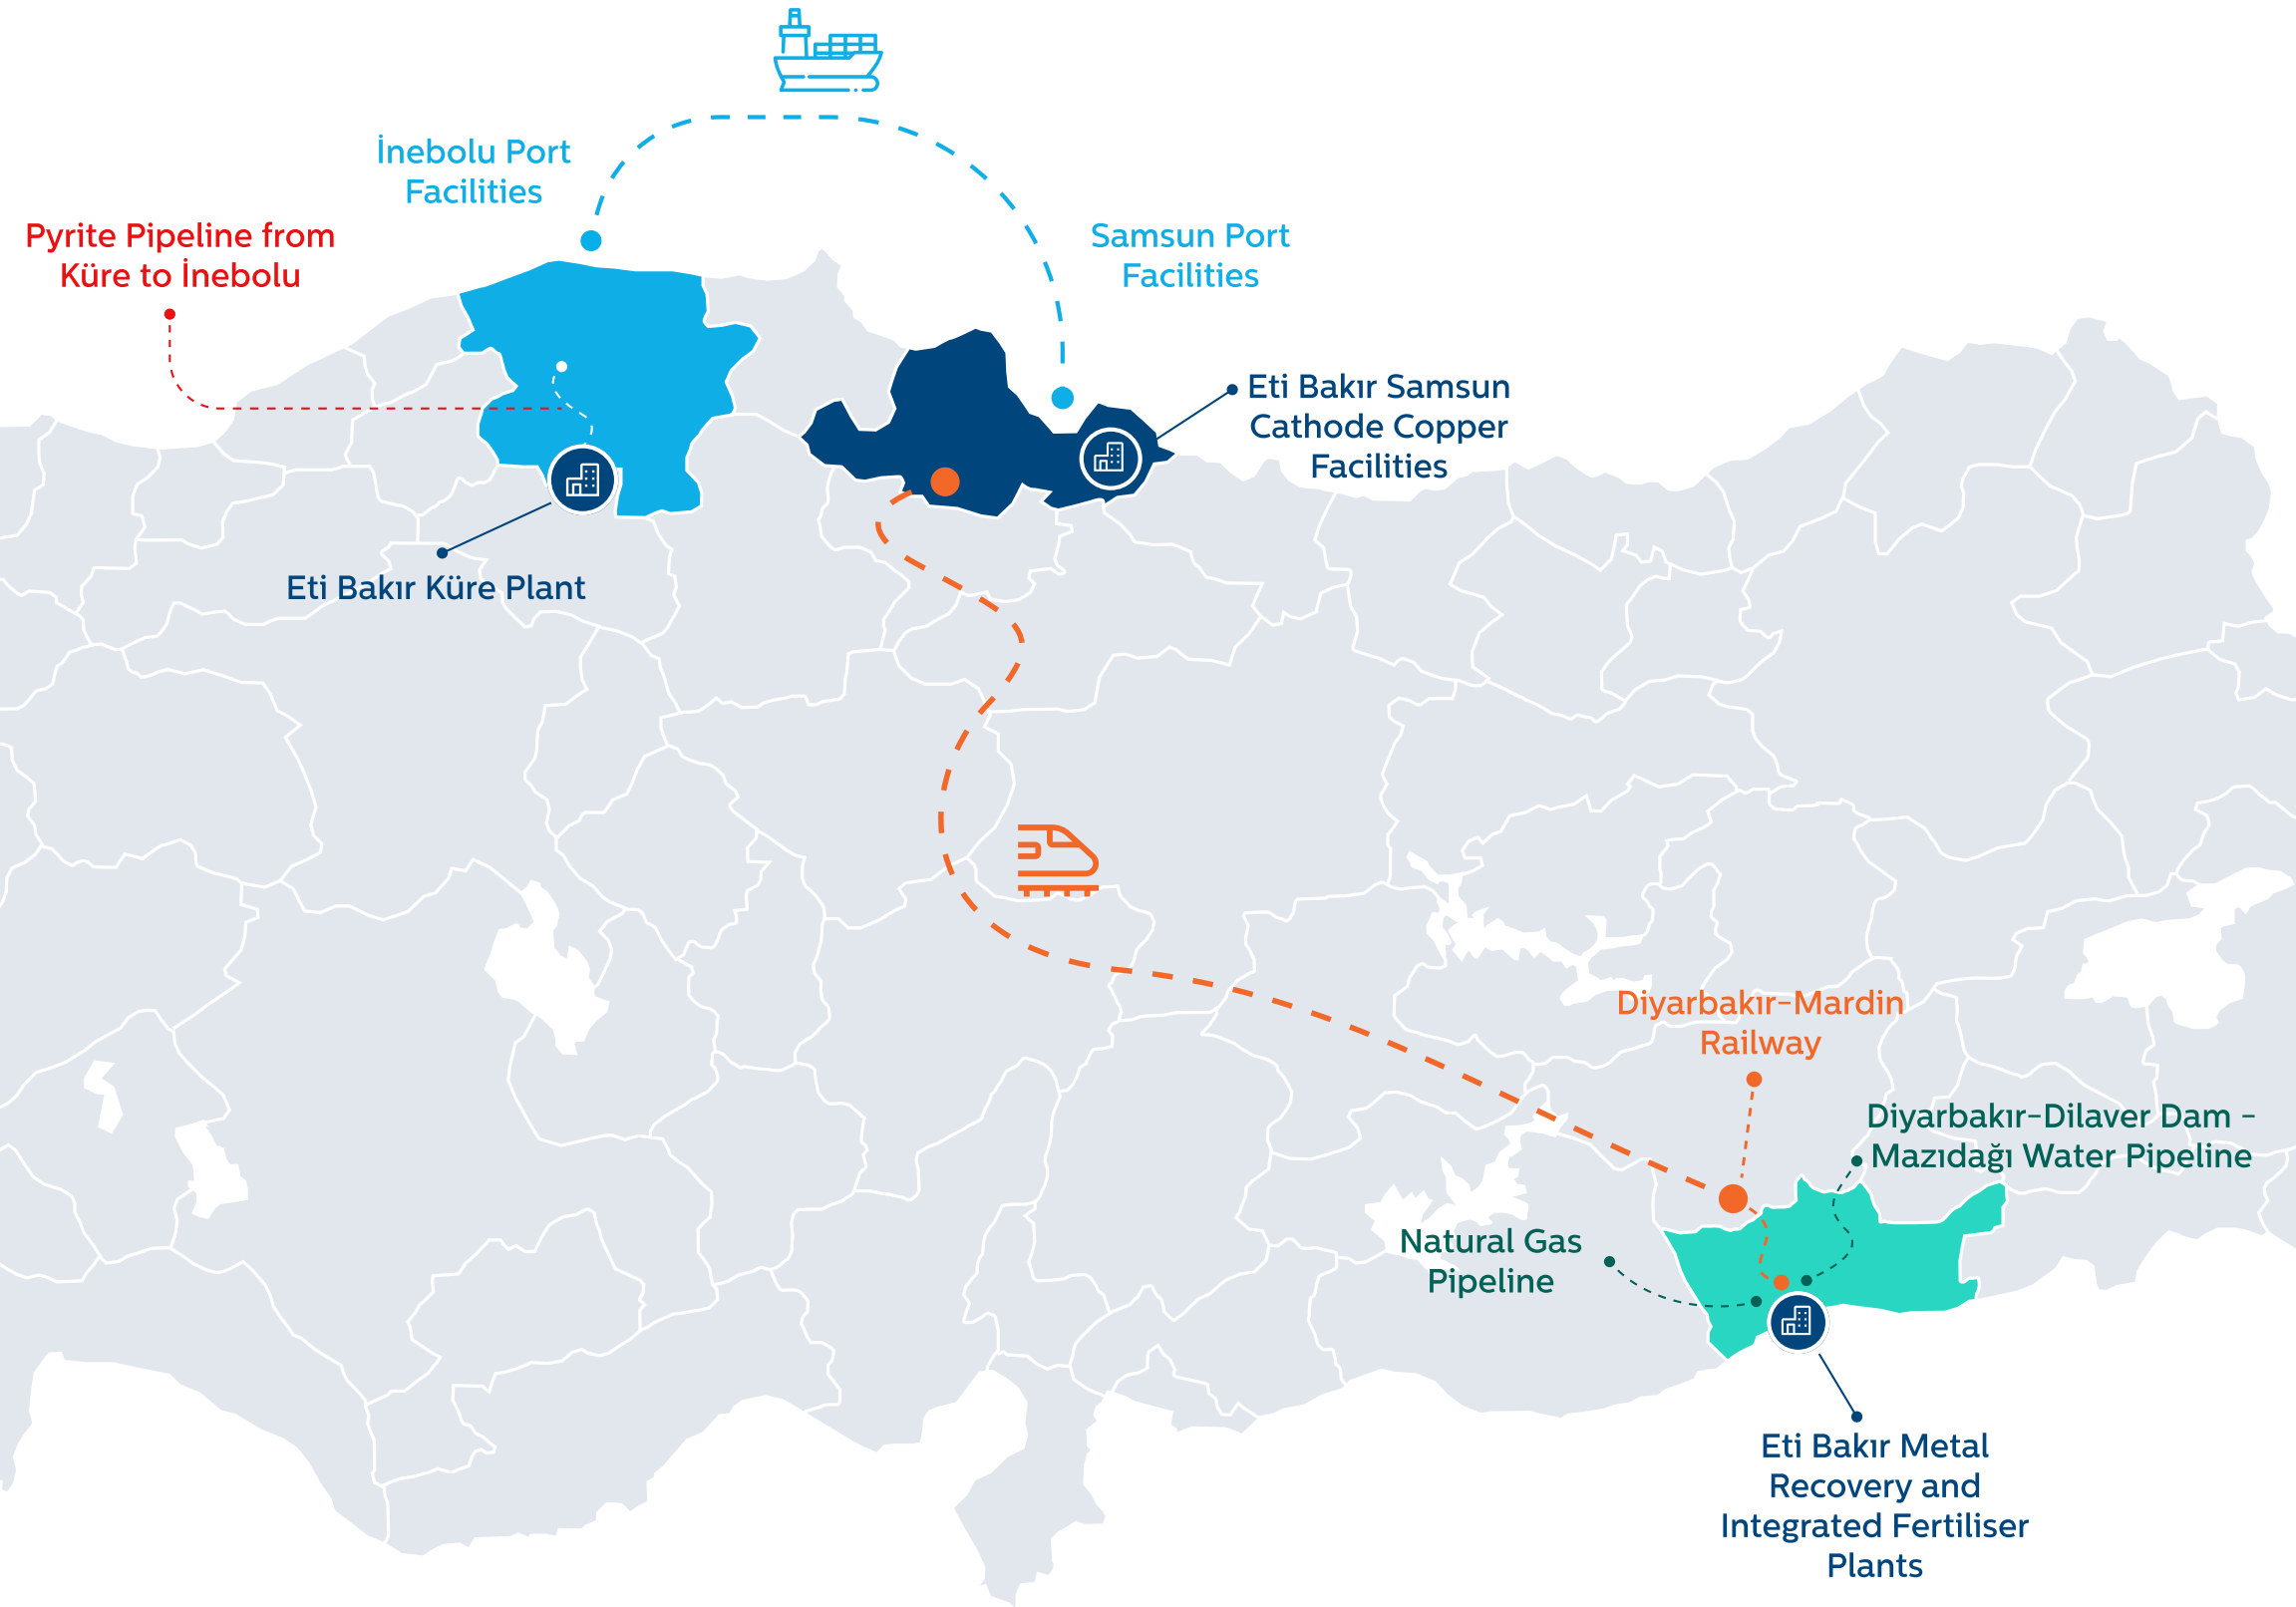 İnebolu Port
Facilities
Pyrite Pipeline from
Küre to İnebolu
Samsun Port
Facilities
Eti Bakır Samsun
Cathode Copper
Facilities
Eti Bakır Küre Plant
Diyarbakır-Mardin
Railway
Diyarbakır-Dilaver Dam -
Mazıdağı Water Pipeline
Natural Gas
Pipeline
Eti Bakır Metal
Recovery and
Integrated Fertiliser
Plants